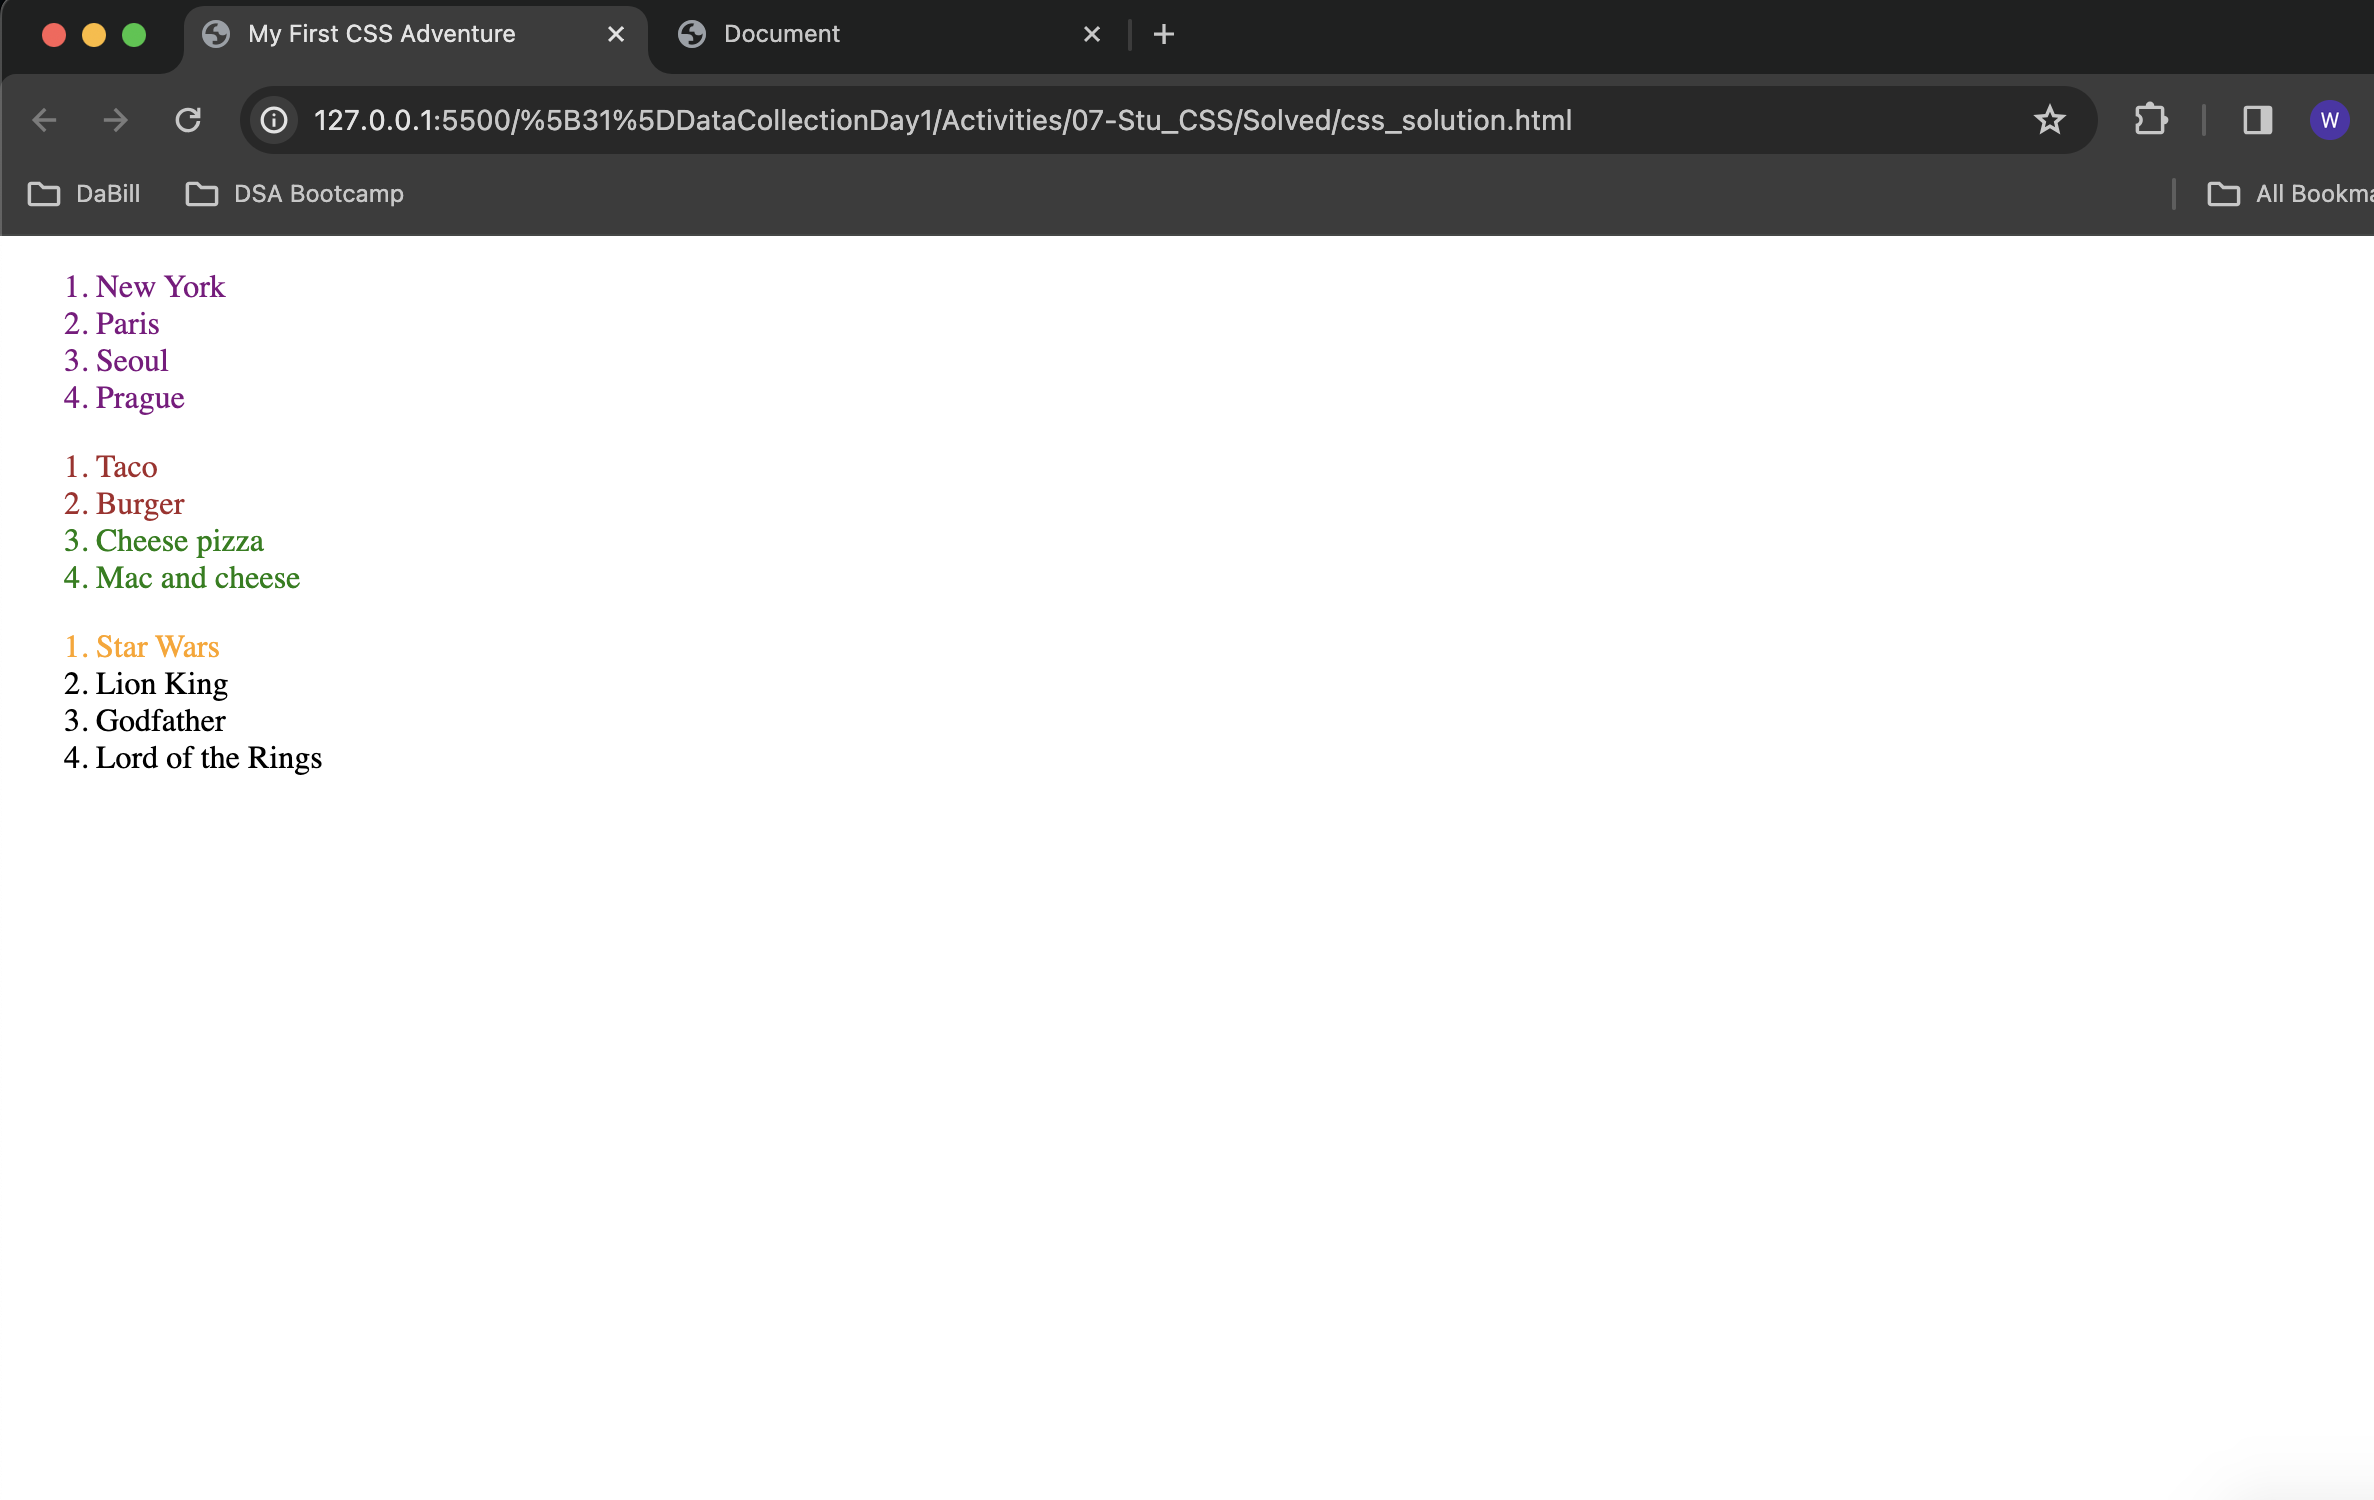 My First CSS Adventure
Document
127.0.0.1:5500/%5B31%5DDataCollectionDay1/Activities/07-Stu_CSS/Solved/css_solution.html
W
DaBill
DSA Bootcamp
All Bookma
1. New York
2. Paris
3. Seoul
4. Prague
1. Taco
2. Burger
3. Cheese pizza
4. Mac and cheese
1. Star Wars
2. Lion King
3. Godfather
4. Lord of the Rings